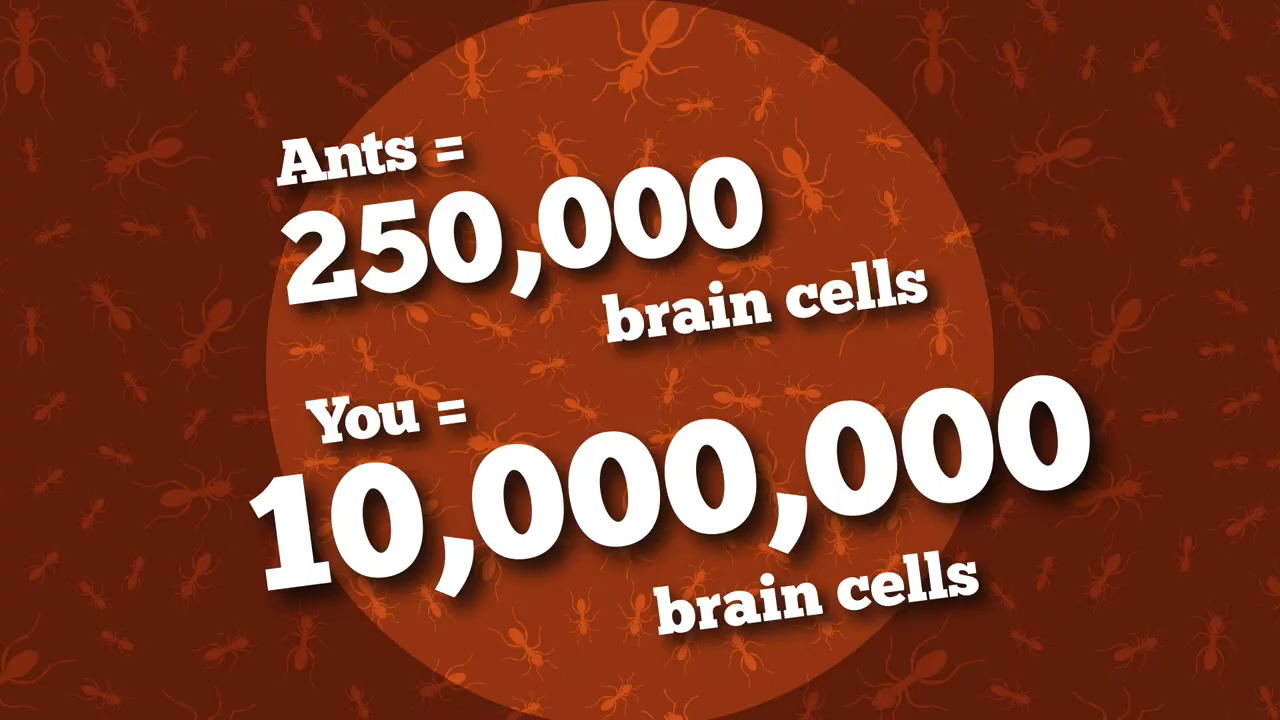 Ants =
250,000
brain cells
You =
10,000,000
brain cells